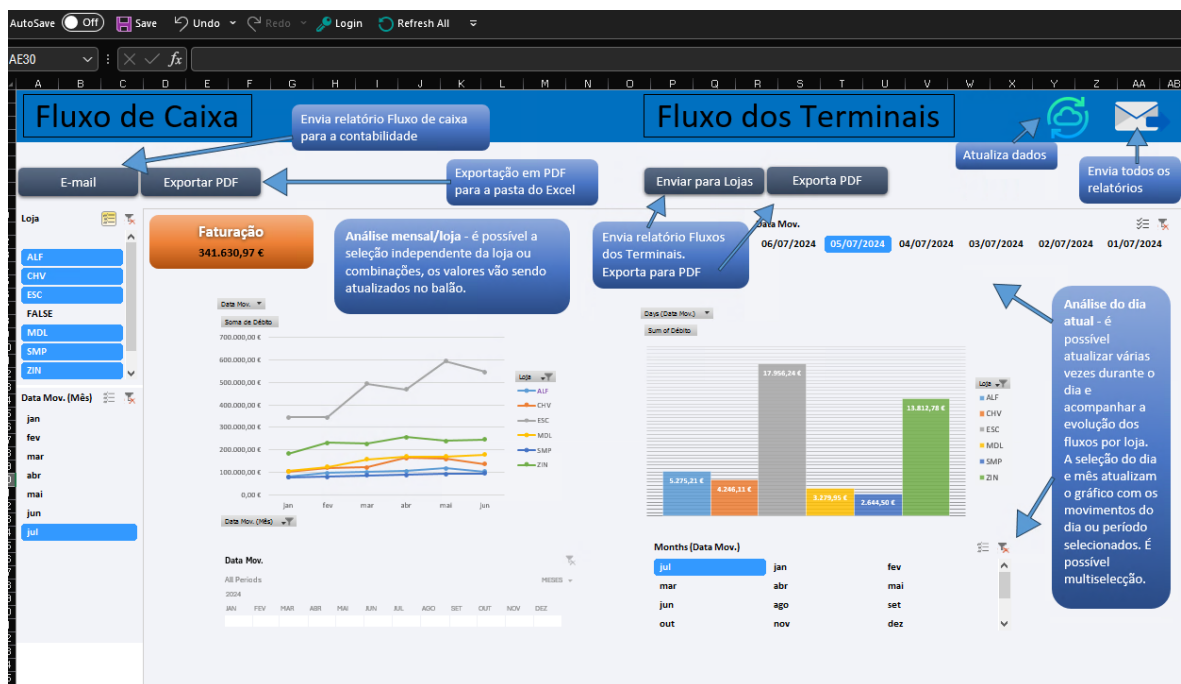 AutoSave Off Save Undo Redo Login Refresh All
AE30 fx
A B C D E F G H I J K L M N O P Q R S T U V W X Y Z AA AB
Fluxo de Caixa
Envia relatório Fluxo de caixa
para a contabilidade
Fluxo dos Terminais
Atualiza dados
Envia todos os
relatórios
E-mail
Exportar PDF
Exportação em PDF
para a pasta do Excel
Enviar para Lojas
Exporta PDF
Loja
ALF
CHV
ESC
FALSE
MDL
SMP
ZIN
Data Mov. (Mês)
jan
fev
mar
abr
mai
jun
jul
Faturação
341.630,97 €
Análise mensal/loja - é possível a
seleção independente da loja ou
combinações, os valores vão sendo
atualizados no balão.
Data Mov.
Soma de Débito
700.000,00 €
600.000,00 €
500.000,00 €
400.000,00 €
300.000,00 €
200.000,00 €
100.000,00 €
0,00 €
jan fev mar abr mai jun
Loja
ALF
CHV
ESC
MDL
SMP
ZIN
Data Mov. (Mês)
Data Mov.
All Periods
MESES
2024
JAN FEV MAR ABR MAI JUN JUL AGO SET OUT NOV DEZ
Envia relatório Fluxos
dos Terminais.
Exporta para PDF
Data Mov.
06/07/2024 05/07/2024 04/07/2024 03/07/2024 02/07/2024 01/07/2024
Days (Data Mov.)
Sum of Débito
5.275,21 €
4.246,11 €
17.956,24 €
3.279,95 €
2.644,50 €
13.812,78 €
Loja
ALF
CHV
ESC
MDL
SMP
ZIN
Months (Data Mov.)
jul jan fev
mar abr mai
jun ago set
out nov dez
Análise do dia
atual - é
possível
atualizar várias
vezes durante o
dia e
acompanhar a
evolução dos
fluxos por loja.
A seleção do dia
e mês atualizam
o gráfico com os
movimentos do
dia ou período
selecionados. É
possível
multiselecção.